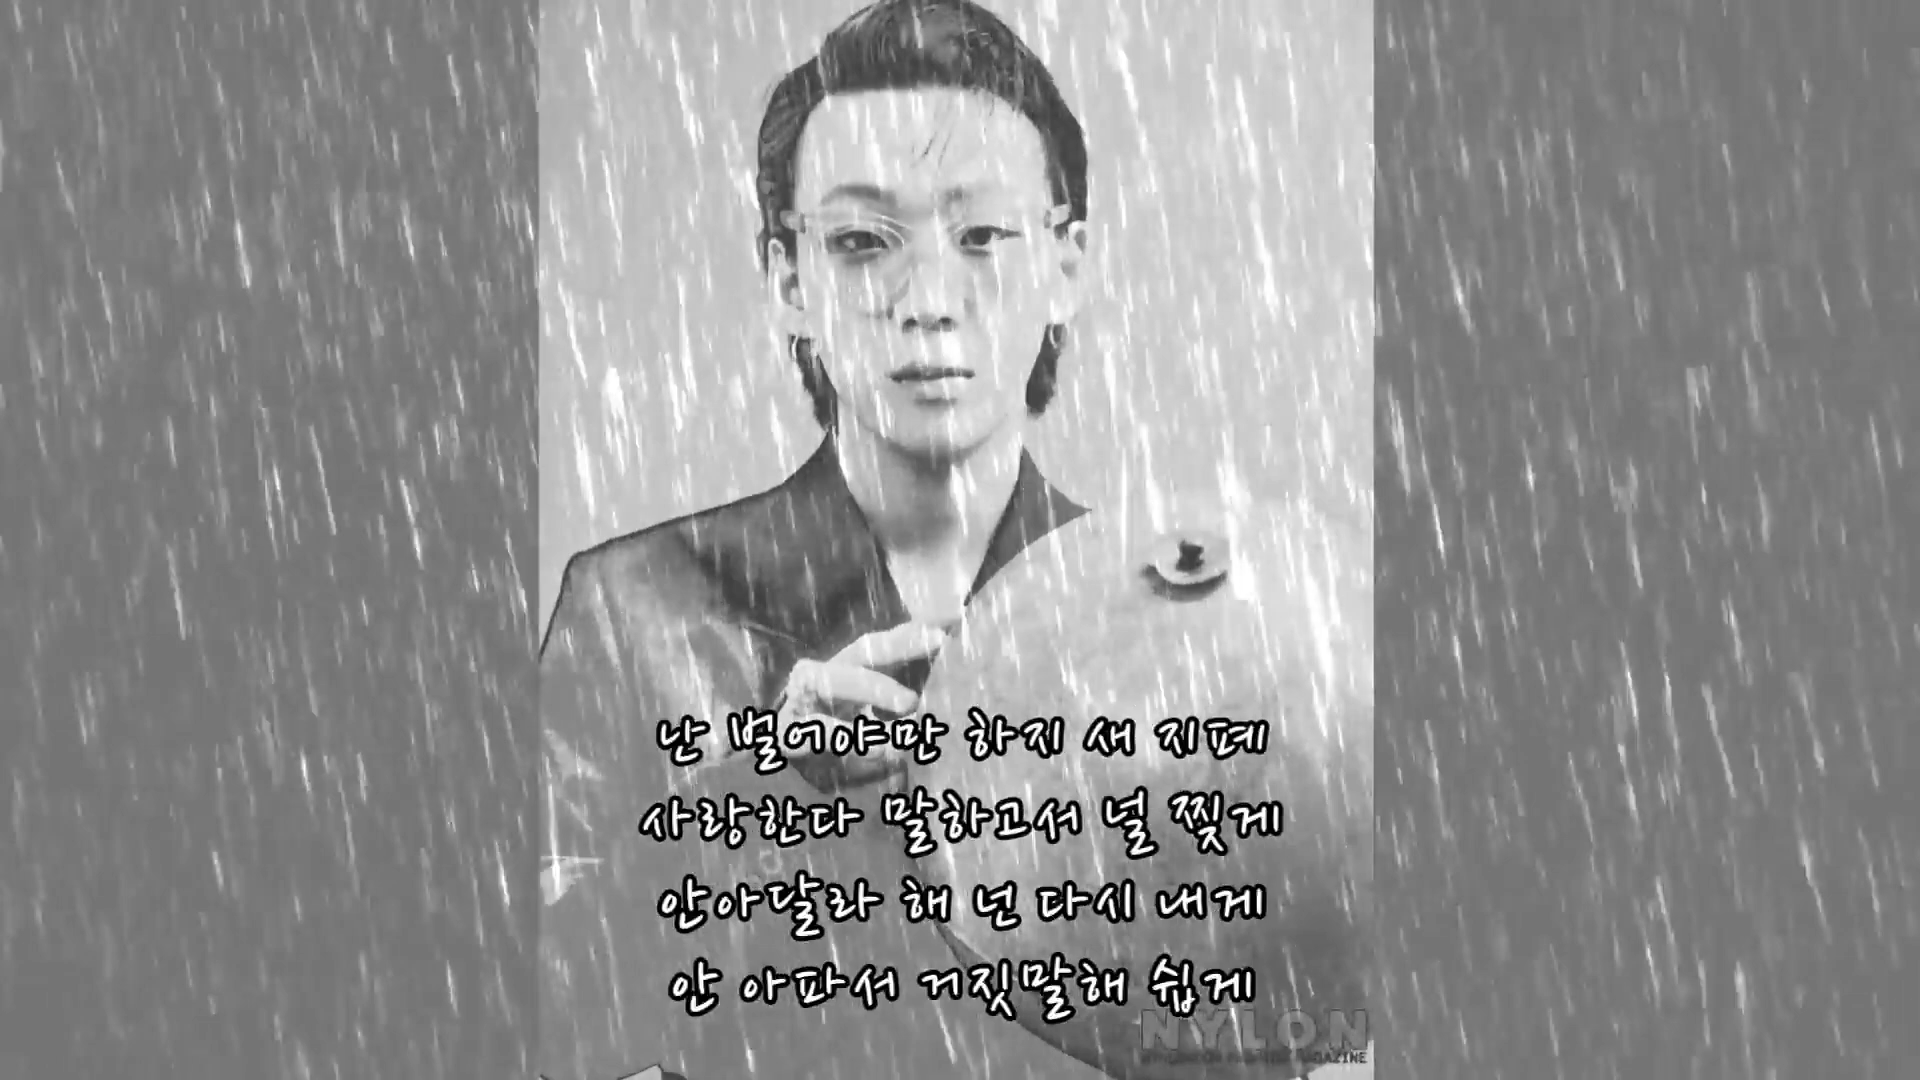 난 벌어야만 하지 새 지폐
사랑한다 말하고서 널 찢게
안아달라 해 넌 다시 내게
안 아파서 거짓말해 쉽게
NYLON
MAGAZINE